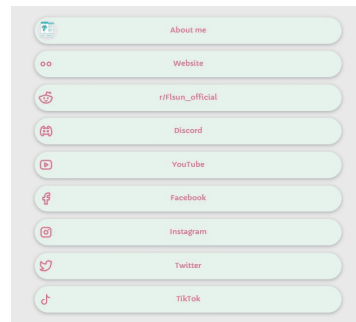 About me
Website
r/Flsun_official
Discord
YouTube
Facebook
Instagram
Twitter
TikTok